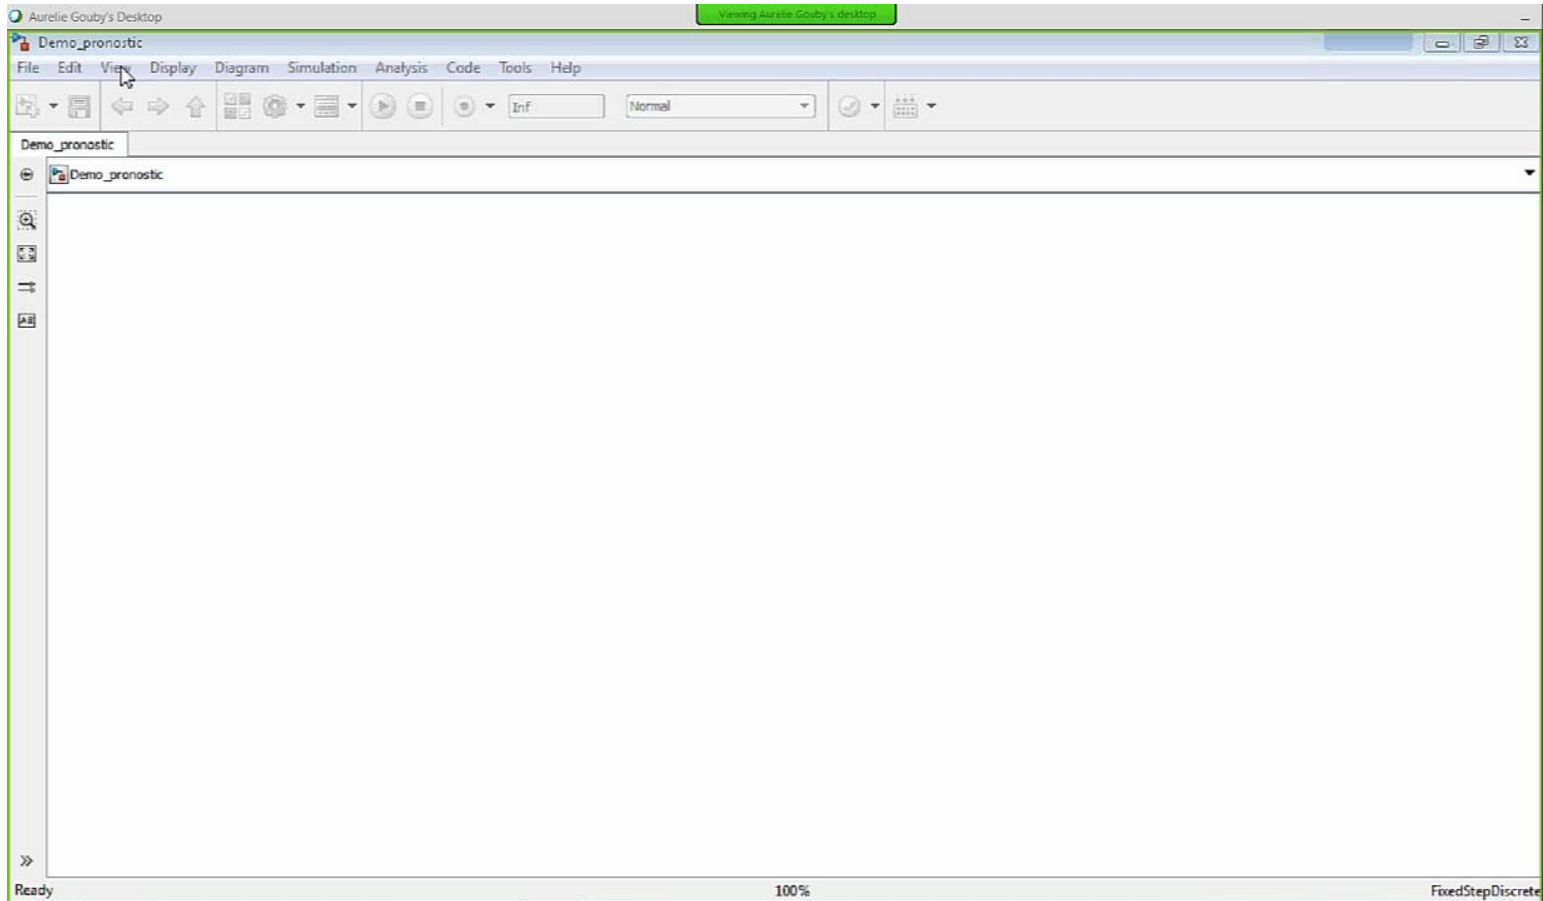 Aurelie Gouby's Desktop
Viewing Aurelie Gouby's desktop
Demo_pronostic
File Edit View Display Diagram Simulation Analysis Code Tools Help
Inf Normal
Demo_pronostic
Demo_pronostic
Ready 100% FixedStepDiscrete